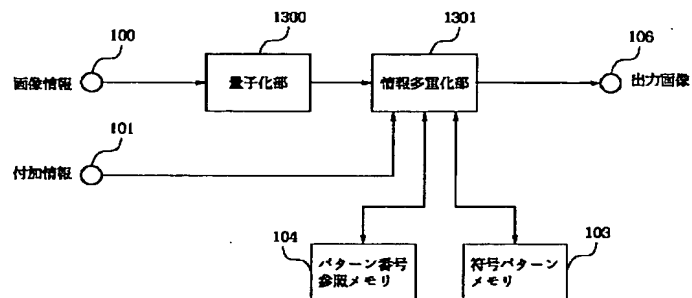 1300
1301
100
106
画像情報
量子化部
情報多重化部
出力画像
101
付加情報
104
103
パターン番号
参照メモリ
符号パターン
メモリ